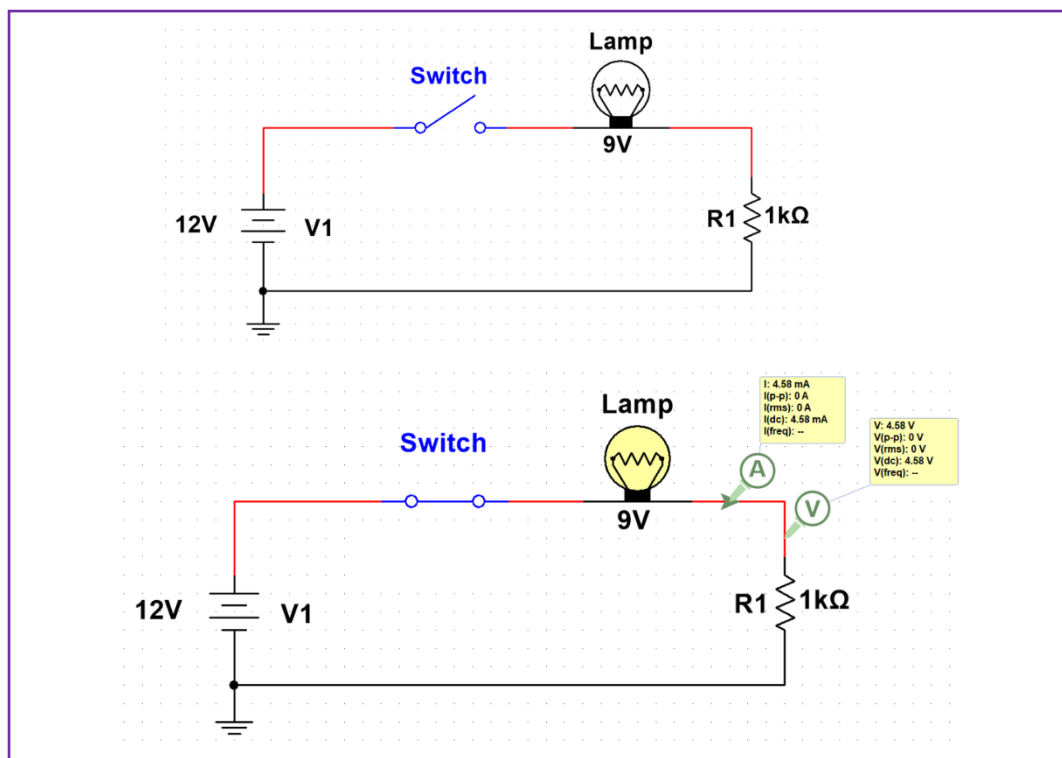 Lamp
Switch
9V
12V V1
R1 1kΩ
I: 4.58 mA
I(p-p): 0 A
I(rms): 0 A
I(dc): 4.58 mA
I(freq): --
Lamp
V: 4.58 V
V(p-p): 0 V
V(rms): 0 V
V(dc): 4.58 V
V(freq): --
Switch
A
V
9V
12V V1
R1 1kΩ